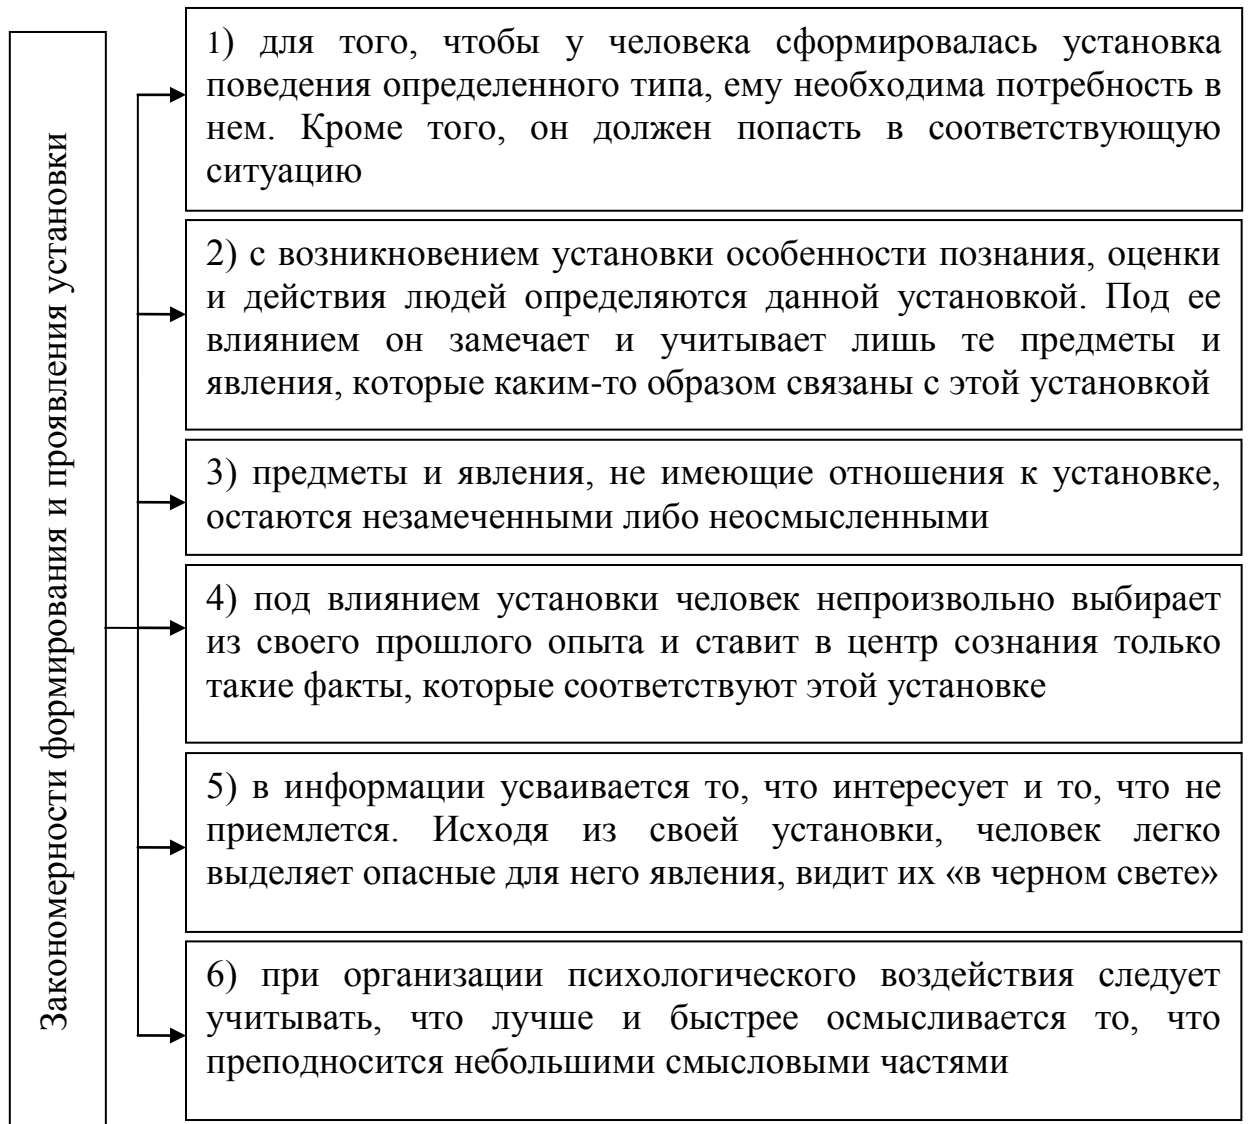 Закономерности формирования и проявления установки
1) для того, чтобы у человека сформировалась установка
поведения определенного типа, ему необходима потребность в
нем. Кроме того, он должен попасть в соответствующую
ситуацию
2) с возникновением установки особенности познания, оценки
и действия людей определяются данной установкой. Под ее
влиянием он замечает и учитывает лишь те предметы и
явления, которые каким-то образом связаны с этой установкой
3) предметы и явления, не имеющие отношения к установке,
остаются незамеченными либо неосмысленными
4) под влиянием установки человек непроизвольно выбирает
из своего прошлого опыта и ставит в центр сознания только
такие факты, которые соответствуют этой установке
5) в информации усваивается то, что интересует и то, что не
приемлется. Исходя из своей установки, человек легко
выделяет опасные для него явления, видит их «в черном свете»
6) при организации психологического воздействия следует
учитывать, что лучше и быстрее осмысливается то, что
преподносится небольшими смысловыми частями